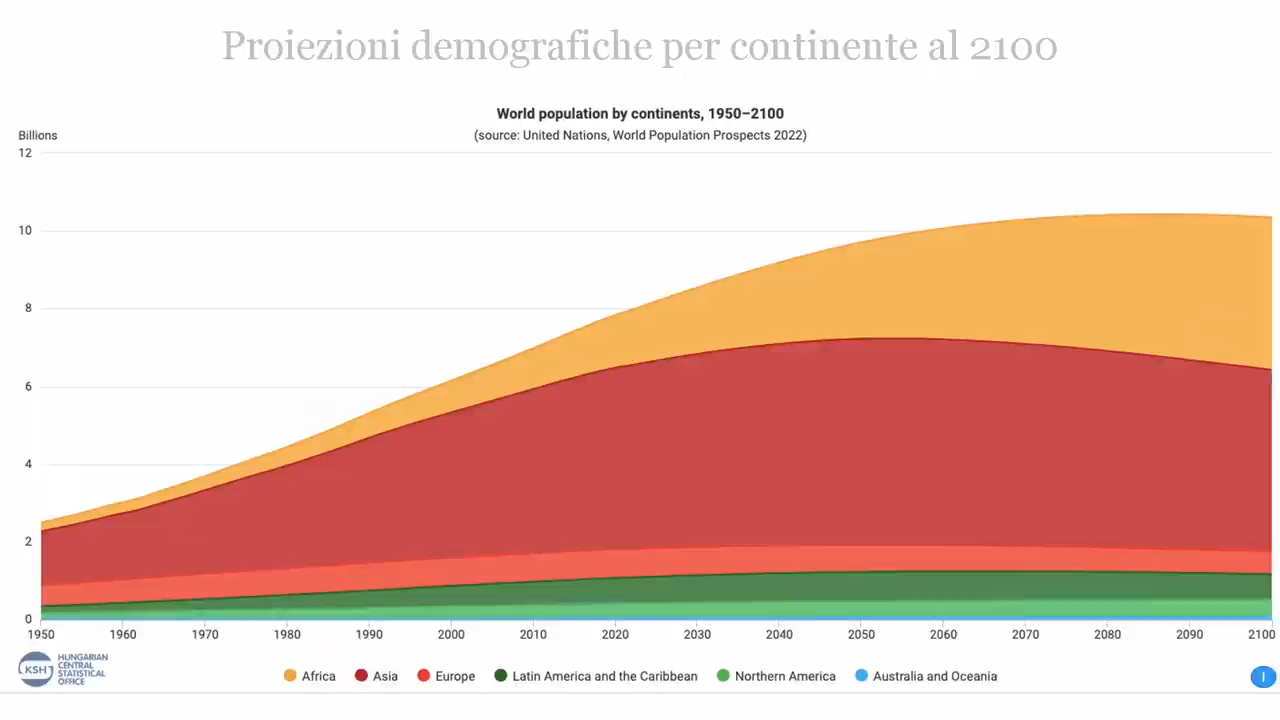 Proiezioni demografiche per continente al 2100
World population by continents, 1950–2100
(source: United Nations, World Population Prospects 2022)
Billions
12
10
8
6
4
2
0
1950 1960 1970 1980 1990 2000 2010 2020 2030 2040 2050 2060 2070 2080 2090 2100
KSH
HUNGARIAN
CENTRAL
STATISTICAL
OFFICE
Africa Asia Europe Latin America and the Caribbean Northern America Australia and Oceania
I